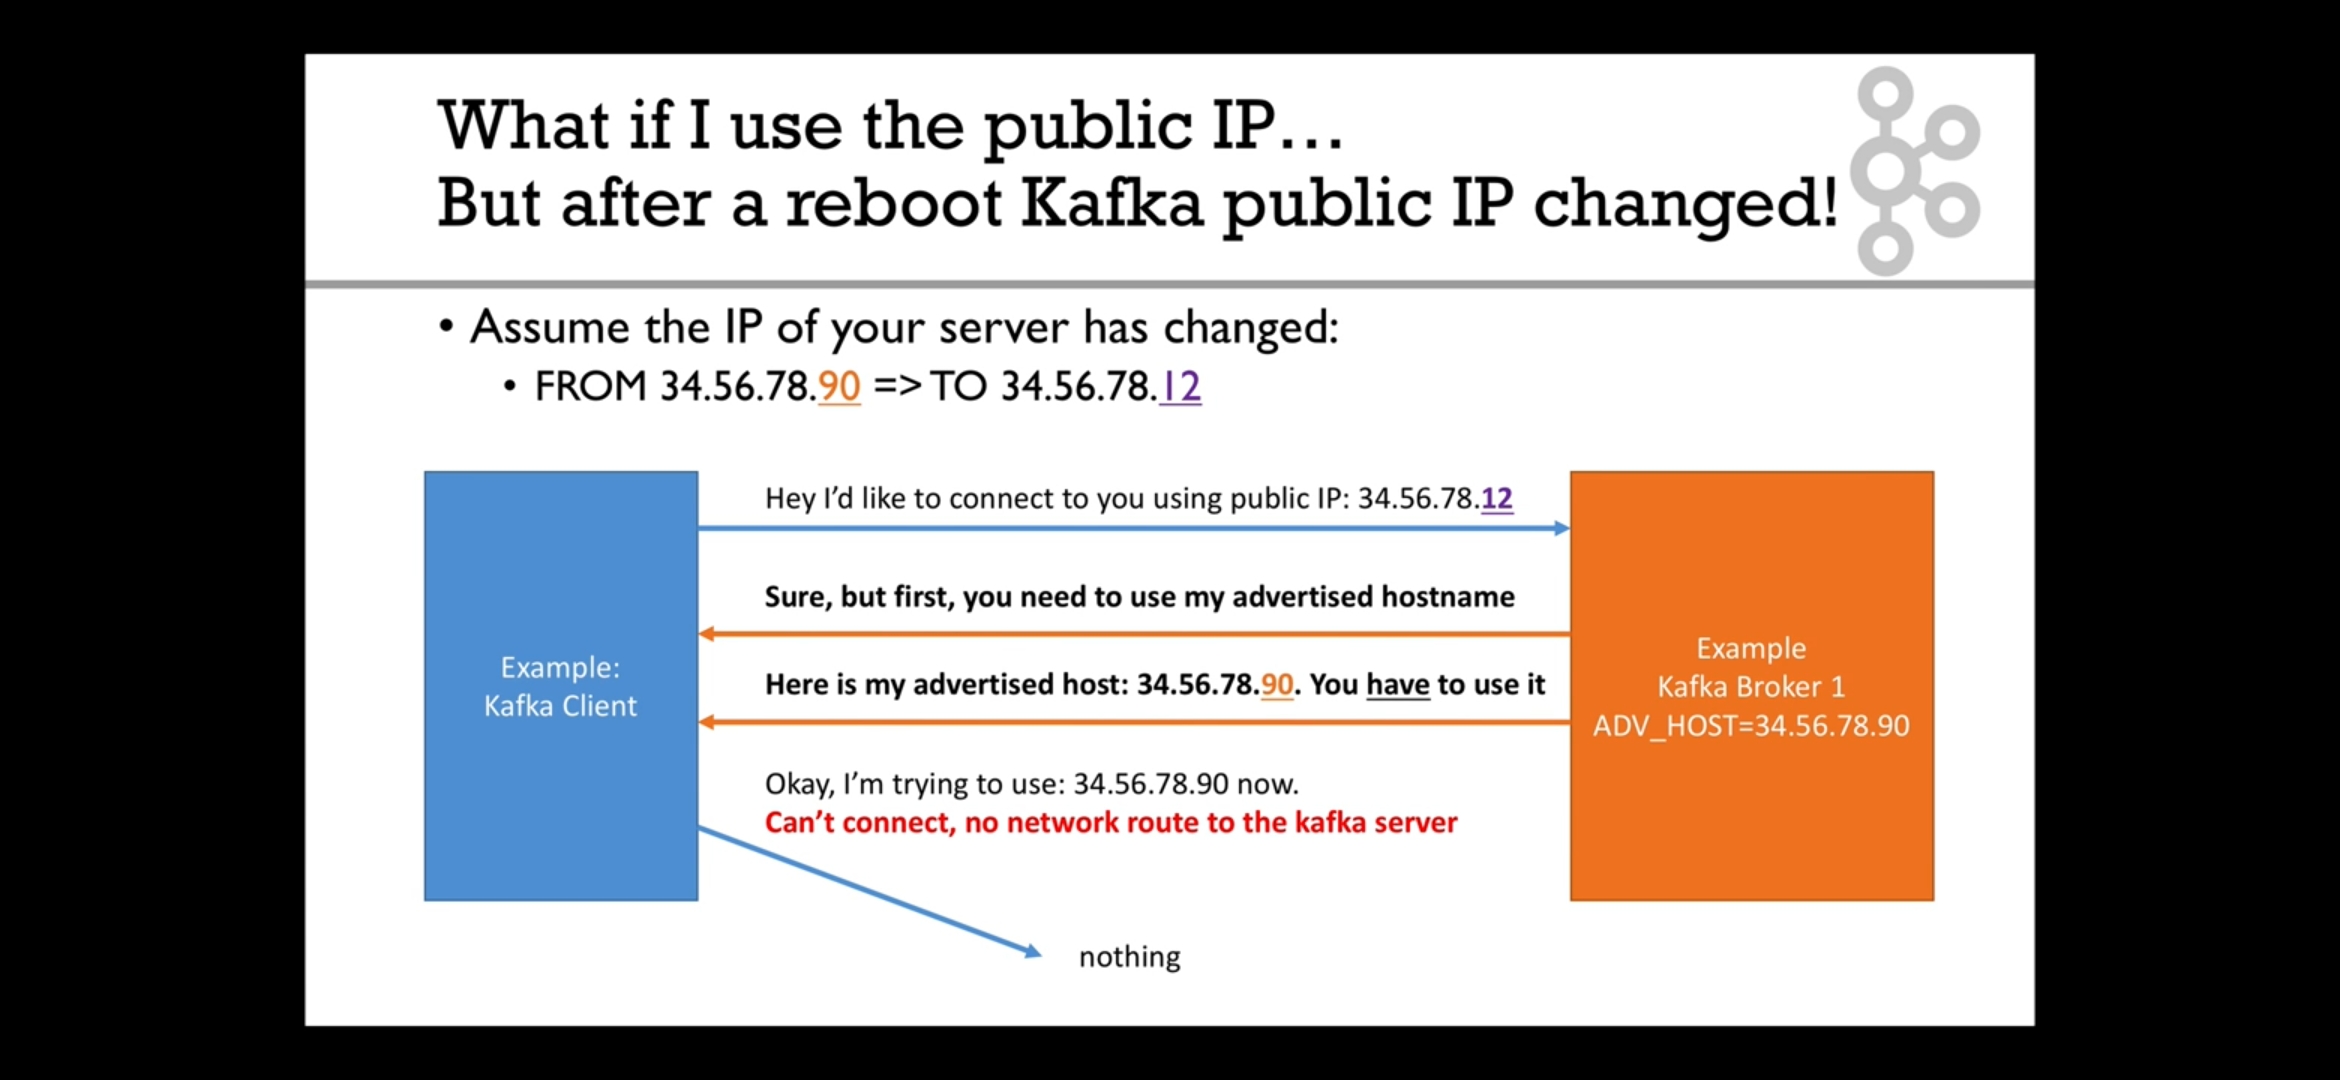 What if I use the public IP...
But after a reboot Kafka public IP changed!
• Assume the IP of your server has changed:
• FROM 34.56.78.90 => TO 34.56.78.12
Hey I’d like to connect to you using public IP: 34.56.78.12
Sure, but first, you need to use my advertised hostname
Here is my advertised host: 34.56.78.90. You have to use it
Okay, I’m trying to use: 34.56.78.90 now.
Can’t connect, no network route to the kafka server
nothing
Example:
Kafka Client
Example
Kafka Broker 1
ADV_HOST=34.56.78.90